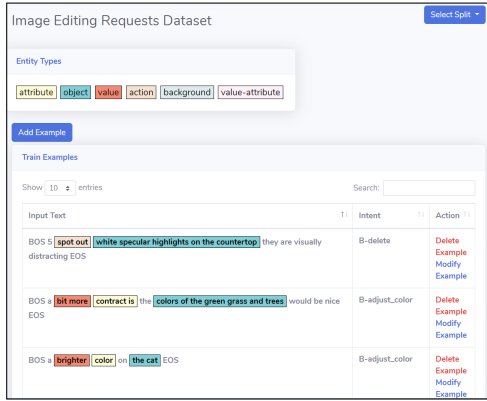 Image Editing Requests Dataset
Select Split
Entity Types
attribute object value action background value-attribute
Add Example
Train Examples
Show 10 entries Search:
Input Text Intent Action
BOS 5 spot out white specular highlights on the countertop they are visually B-delete Delete
distracting EOS Example
Modify
Example
BOS a bit more contract is the colors of the green grass and trees would be nice B-adjust_color Delete
EOS Example
Modify
Example
BOS a brighter color on the cat EOS B-adjust_color Delete
Example
Modify
Example